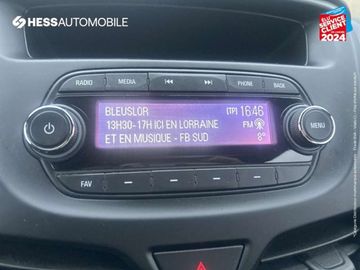 HESSAUTOMOBILE
SERVICE
CLIENT
2024
RADIO
MEDIA
PHONE
BACK
BLEUSLOR
[TP] 16:46
13H30-17H ICI EN LORRAINE
FM
ET EN MUSIQUE - FB SUD
8°
MENU
FAV